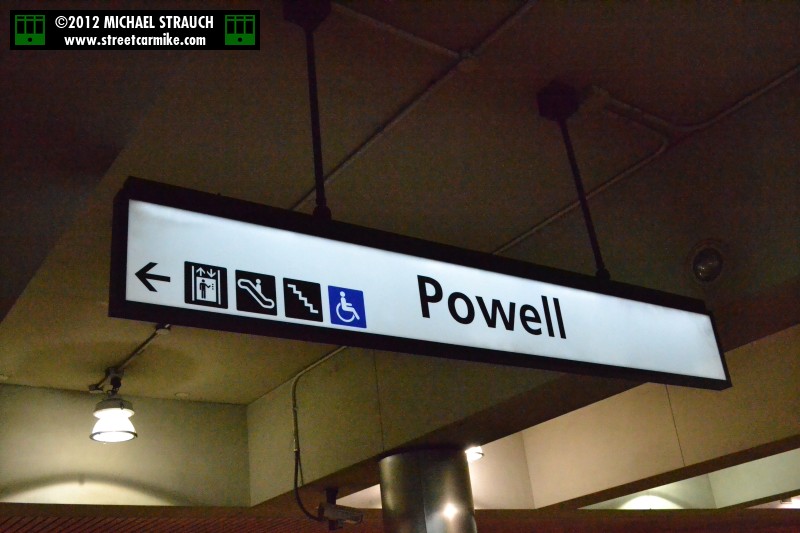 ©2012 MICHAEL STRAUCH
www.streetcarmike.com
Powell